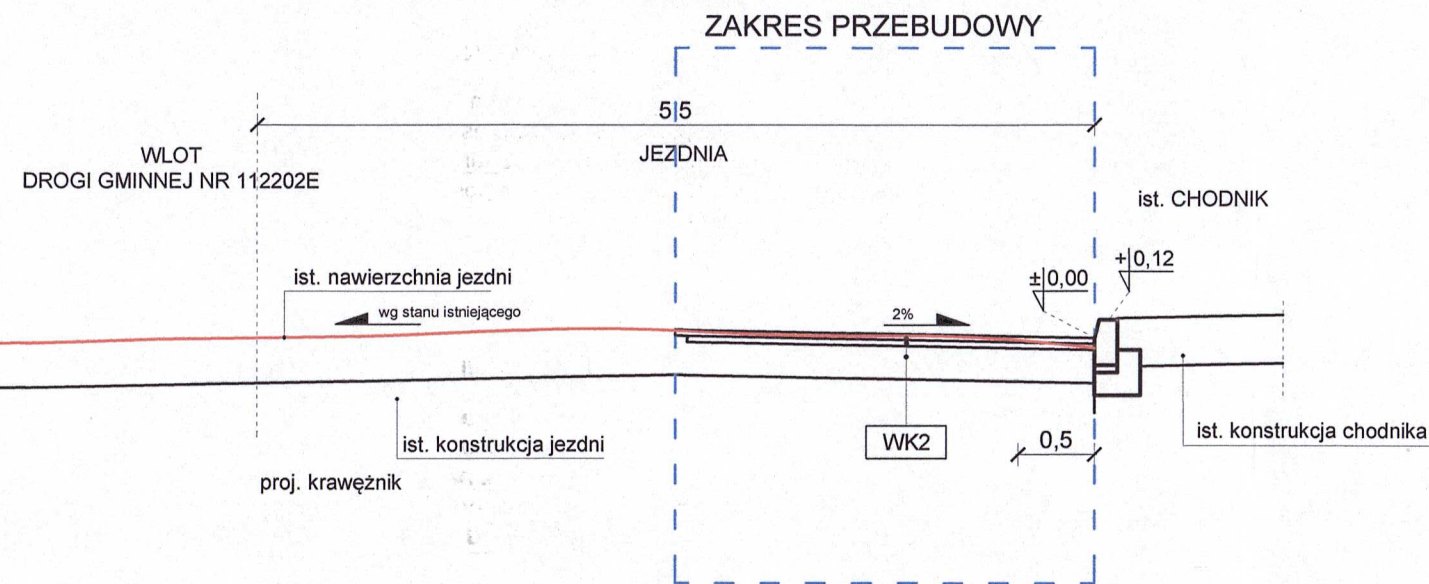 ZAKRES PRZEBUDOWY
5,5
JEZDNIA
WLOT
DROGI GMINNEJ NR 112202E
ist. CHODNIK
+0,12
±0,00
ist. nawierzchnia jezdni
wg stanu istniejącego
2%
WK2
0,5
ist. konstrukcja chodnika
ist. konstrukcja jezdni
proj. krawężnik